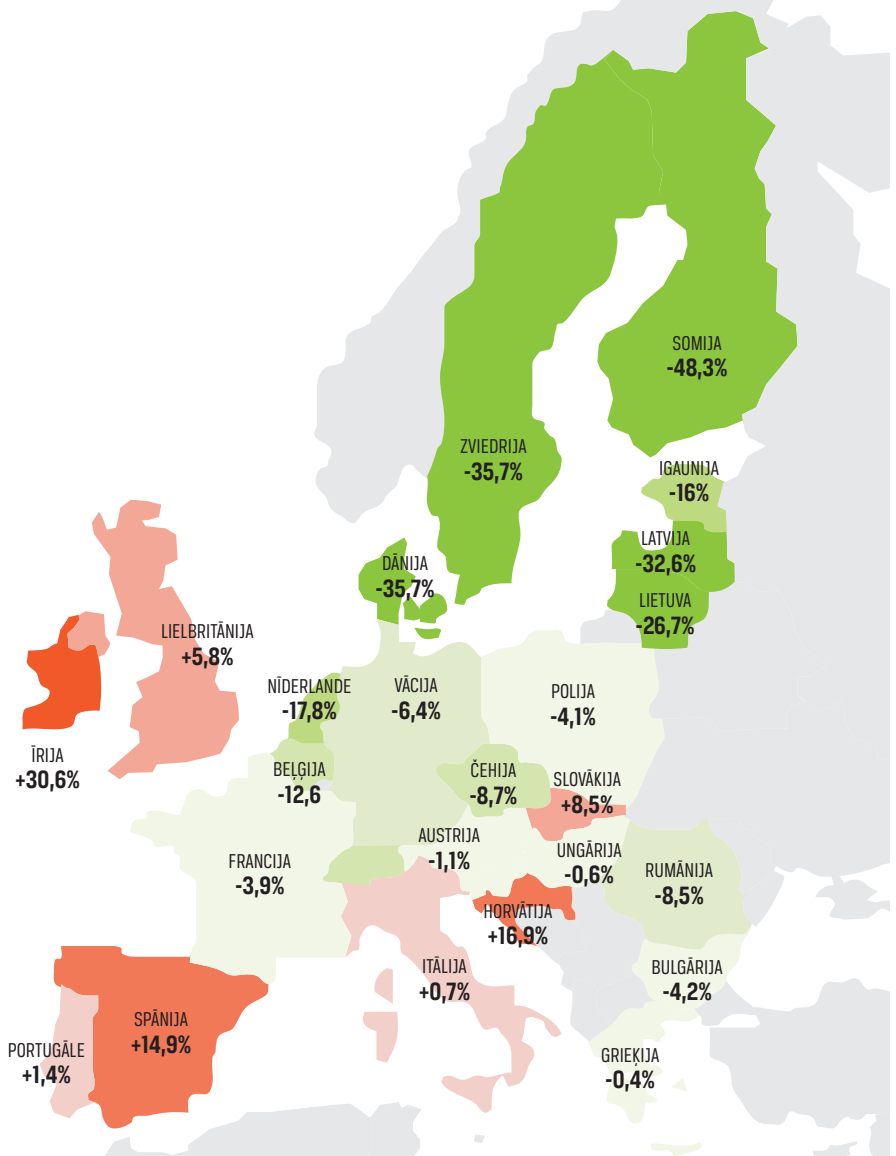 SOMIJA
-48,3%
ZVIEDRIJA
-35,7%
IGAUNIJA
-16%
LATVIJA
-32,6%
DĀNIJA
-35,7%
LIETUVA
-26,7%
LIELBRITĀNIJA
+5,8%
NĪDERLANDE
-17,8%
VĀCIJA
-6,4%
POLIJA
-4,1%
ĪRIJA
+30,6%
BEĻĢIJA
-12,6
ČEHIJA
-8,7%
SLOVĀKIJA
+8,5%
AUSTRIJA
-1,1%
UNGĀRIJA
-0,6%
FRANCIJA
-3,9%
RUMĀNIJA
-8,5%
HORVĀTIJA
+16,9%
ITĀLIJA
+0,7%
BULGĀRIJA
-4,2%
SPĀNIJA
+14,9%
PORTUGĀLE
+1,4%
GRIEĶIJA
-0,4%